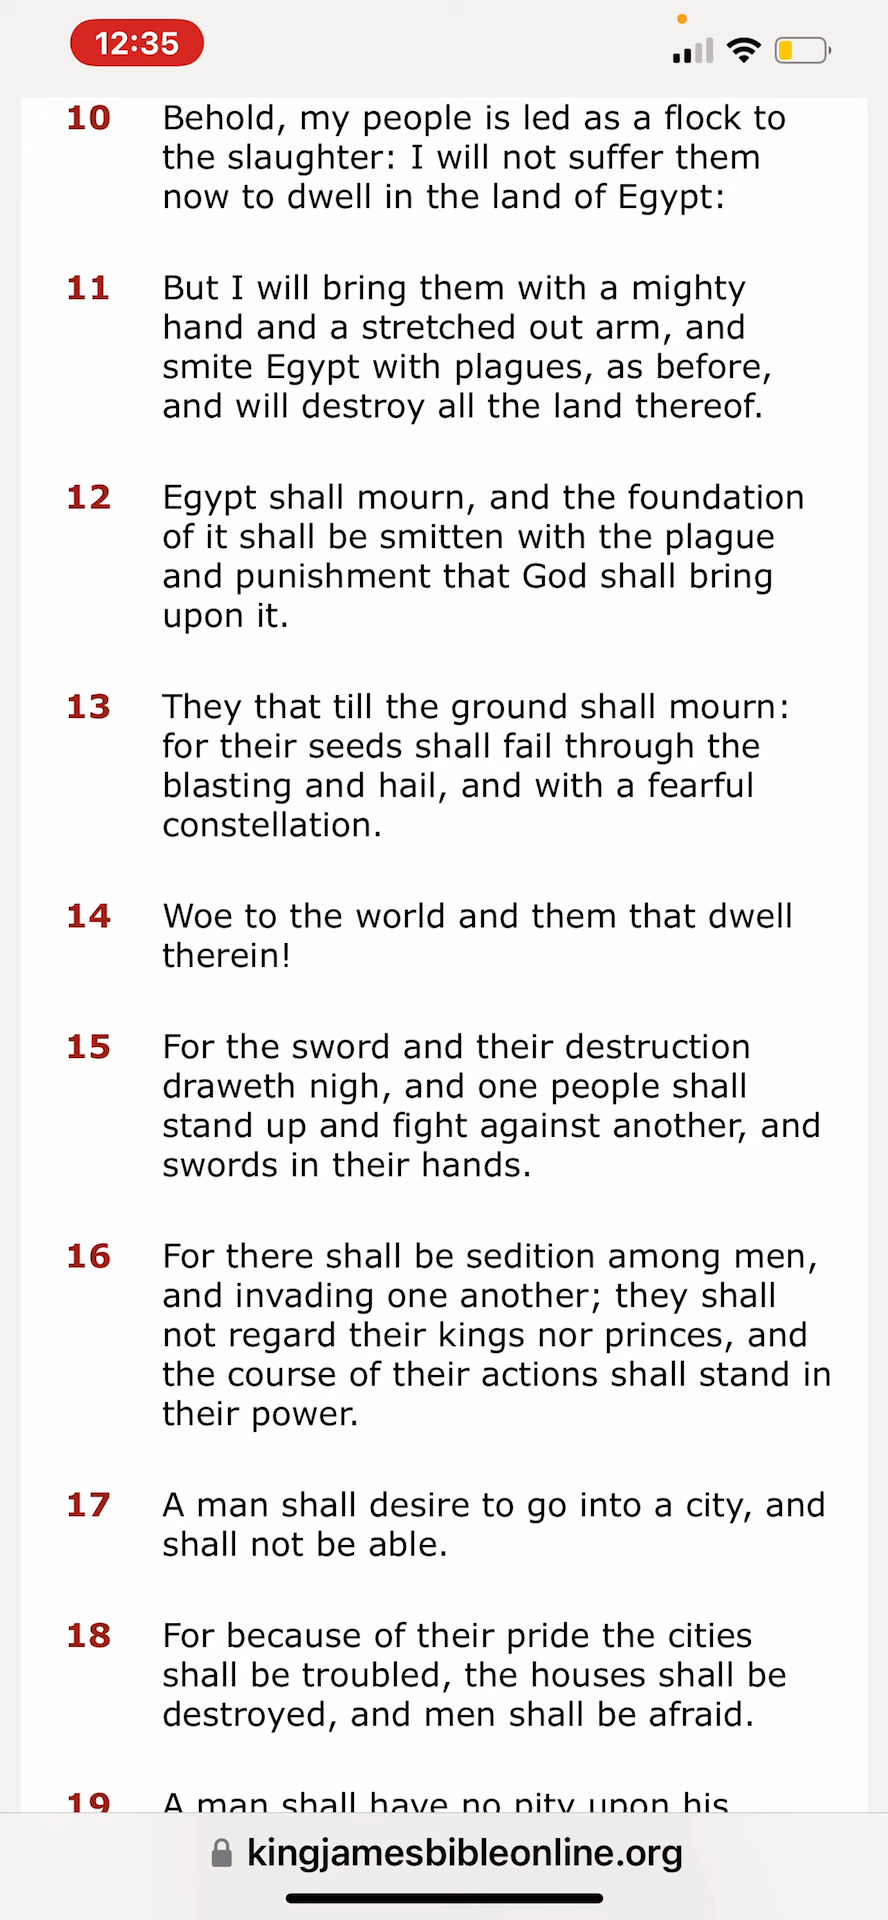 12:35
10 Behold, my people is led as a flock to
the slaughter: I will not suffer them
now to dwell in the land of Egypt:
11 But I will bring them with a mighty
hand and a stretched out arm, and
smite Egypt with plagues, as before,
and will destroy all the land thereof.
12 Egypt shall mourn, and the foundation
of it shall be smitten with the plague
and punishment that God shall bring
upon it.
13 They that till the ground shall mourn:
for their seeds shall fail through the
blasting and hail, and with a fearful
constellation.
14 Woe to the world and them that dwell
therein!
15 For the sword and their destruction
draweth nigh, and one people shall
stand up and fight against another, and
swords in their hands.
16 For there shall be sedition among men,
and invading one another; they shall
not regard their kings nor princes, and
the course of their actions shall stand in
their power.
17 A man shall desire to go into a city, and
shall not be able.
18 For because of their pride the cities
shall be troubled, the houses shall be
destroyed, and men shall be afraid.
19 A man shall have no pity upon his
kingjamesbibleonline.org